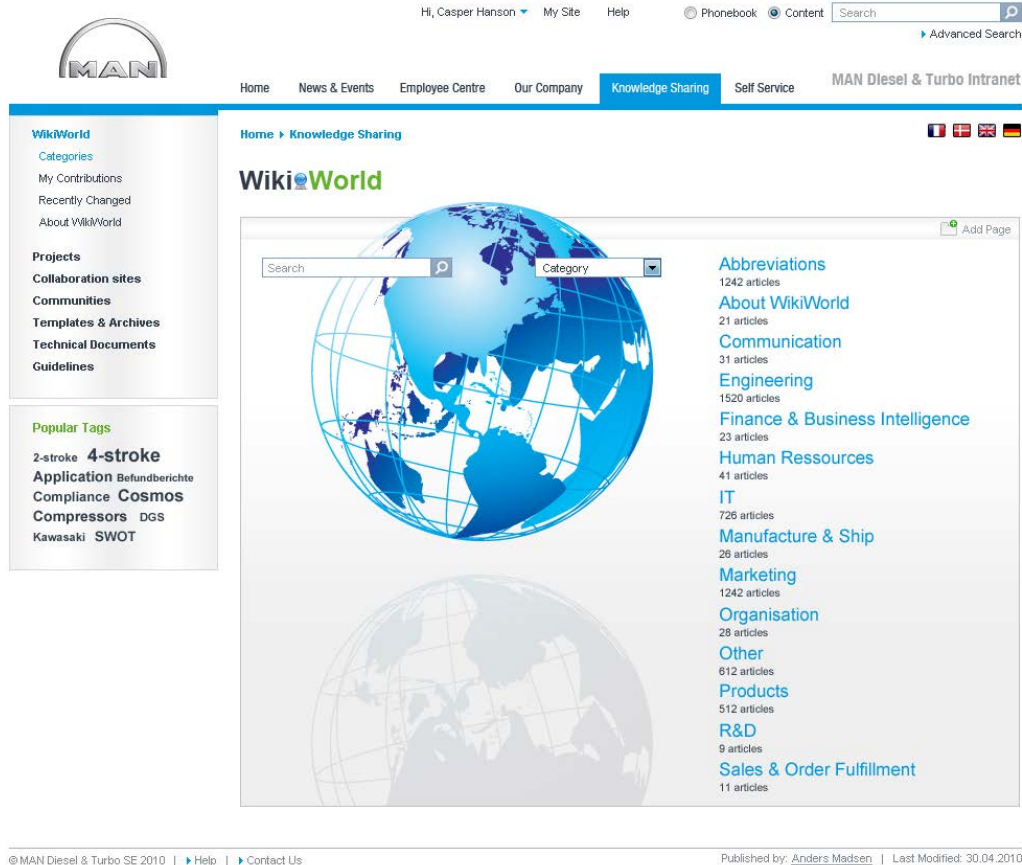 Hi, Casper Hanson My Site Help Phonebook Content Search
Advanced Search
MAN
Home News & Events Employee Centre Our Company Knowledge Sharing Self Service MAN Diesel & Turbo Intranet
WikiWorld
Categories
My Contributions
Recently Changed
About WikiWorld
Projects
Collaboration sites
Communities
Templates & Archives
Technical Documents
Guidelines
Popular Tags
2-stroke 4-stroke
Application Befundberichte
Compliance Cosmos
Compressors DGS
Kawasaki SWOT
Home Knowledge Sharing
WikiWorld
Add Page
Search Category
Abbreviations
1242 articles
About WikiWorld
21 articles
Communication
31 articles
Engineering
1520 articles
Finance & Business Intelligence
23 articles
Human Ressources
41 articles
IT
726 articles
Manufacture & Ship
26 articles
Marketing
1242 articles
Organisation
28 articles
Other
612 articles
Products
512 articles
R&D
9 articles
Sales & Order Fulfillment
11 articles
© MAN Diesel & Turbo SE 2010 | Help | Contact Us Published by: Anders Madsen | Last Modified: 30.04.2010